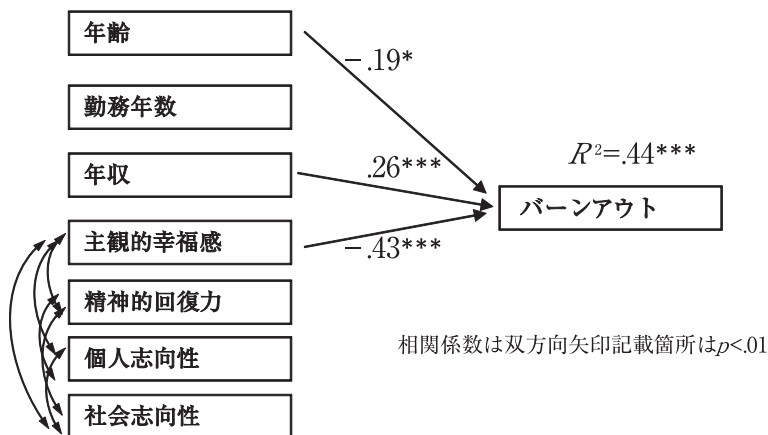 年齢
−.19*
勤務年数
R²=.44***
年収
.26***
バーンアウト
主観的幸福感
−.43***
精神的回復力
個人志向性
相関係数は双方向矢印記載箇所はp<.01
社会志向性